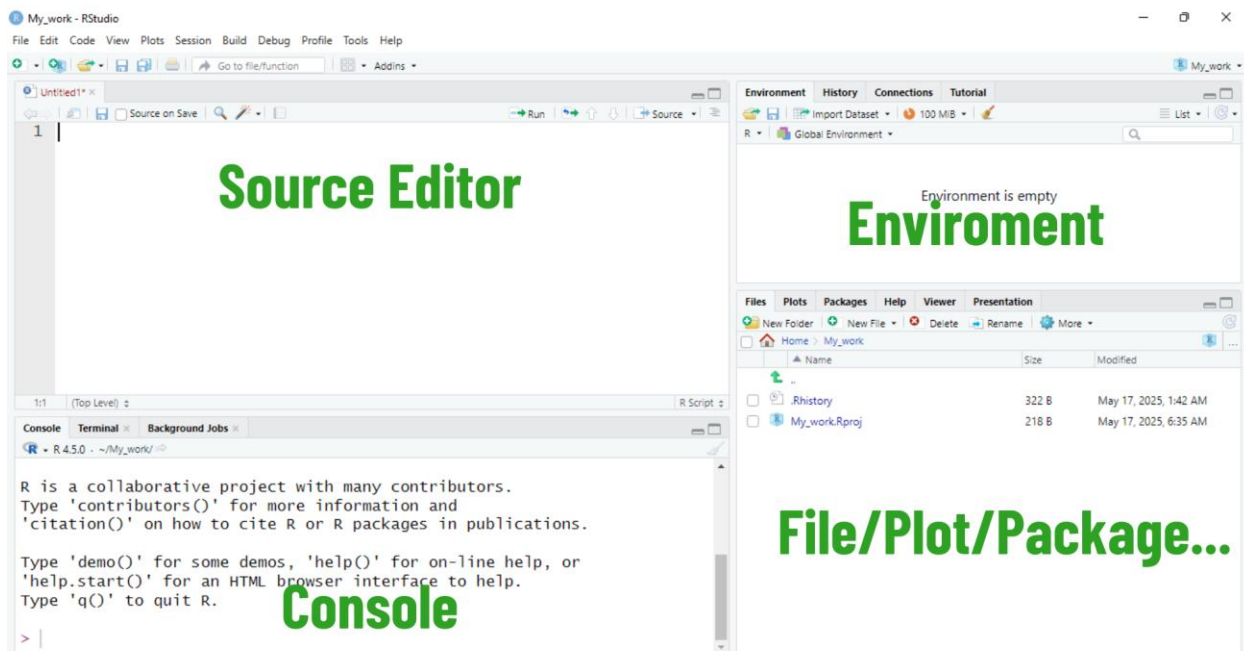 My_work - RStudio
File Edit Code View Plots Session Build Debug Profile Tools Help
Go to file/function Addins My_work
Untitled1*
Source on Save Run Source
1
Source Editor
1:1 (Top Level) R Script
Console Terminal Background Jobs
R 4.5.0 · ~/My_work/
R is a collaborative project with many contributors.
Type 'contributors()' for more information and
'citation()' on how to cite R or R packages in publications.
Type 'demo()' for some demos, 'help()' for on-line help, or
'help.start()' for an HTML browser interface to help.
Type 'q()' to quit R.
Console
>
Environment History Connections Tutorial
Import Dataset 100 MiB List
R Global Environment
Environment is empty
Enviroment
Files Plots Packages Help Viewer Presentation
New Folder New File Delete Rename More
Home > My_work
Name Size Modified
..
.Rhistory 322 B May 17, 2025, 1:42 AM
My_work.Rproj 218 B May 17, 2025, 6:35 AM
File/Plot/Package...